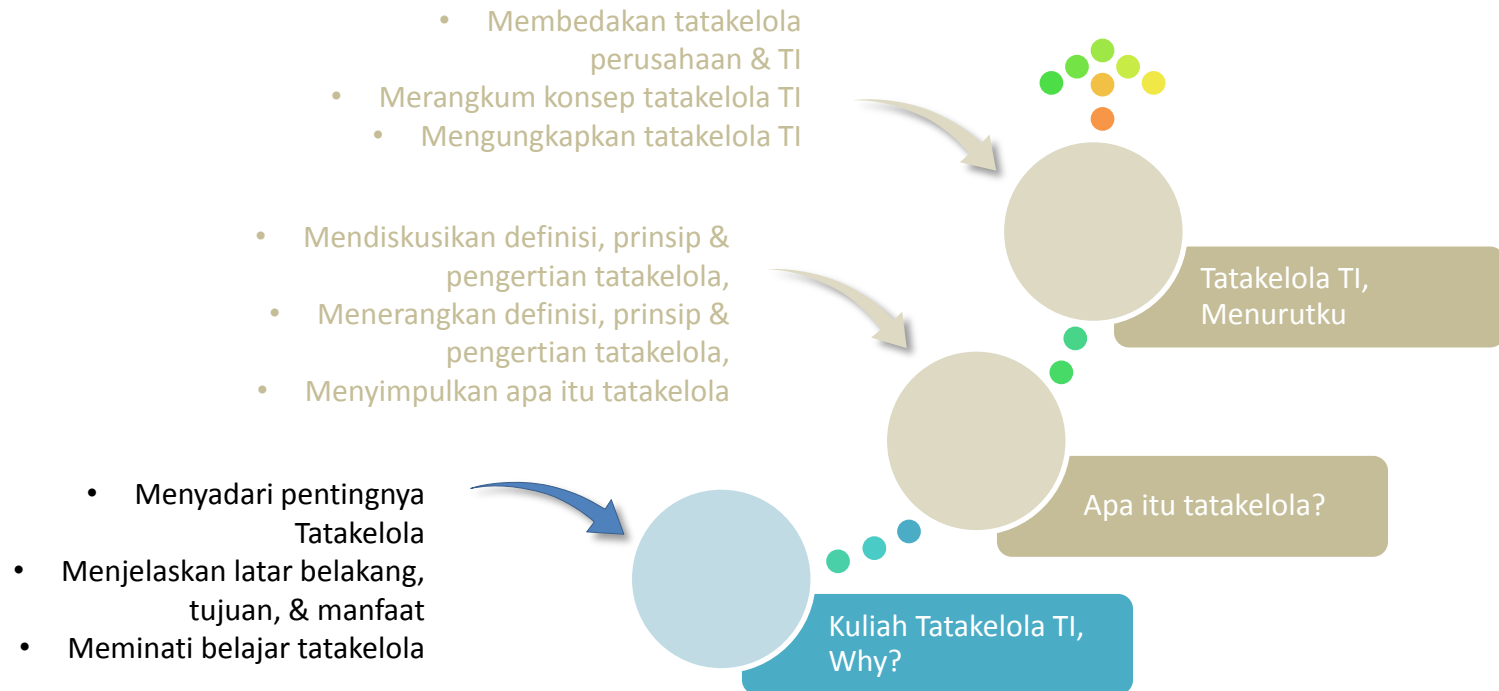 • Membedakan tatakelola
perusahaan & TI
• Merangkum konsep tatakelola TI
• Mengungkapkan tatakelola TI
Tatakelola TI,
Menurutku
• Mendiskusikan definisi, prinsip &
pengertian tatakelola,
• Menerangkan definisi, prinsip &
pengertian tatakelola,
• Menyimpulkan apa itu tatakelola
Apa itu tatakelola?
• Menyadari pentingnya
Tatakelola
• Menjelaskan latar belakang,
tujuan, & manfaat
• Meminati belajar tatakelola
Kuliah Tatakelola TI,
Why?